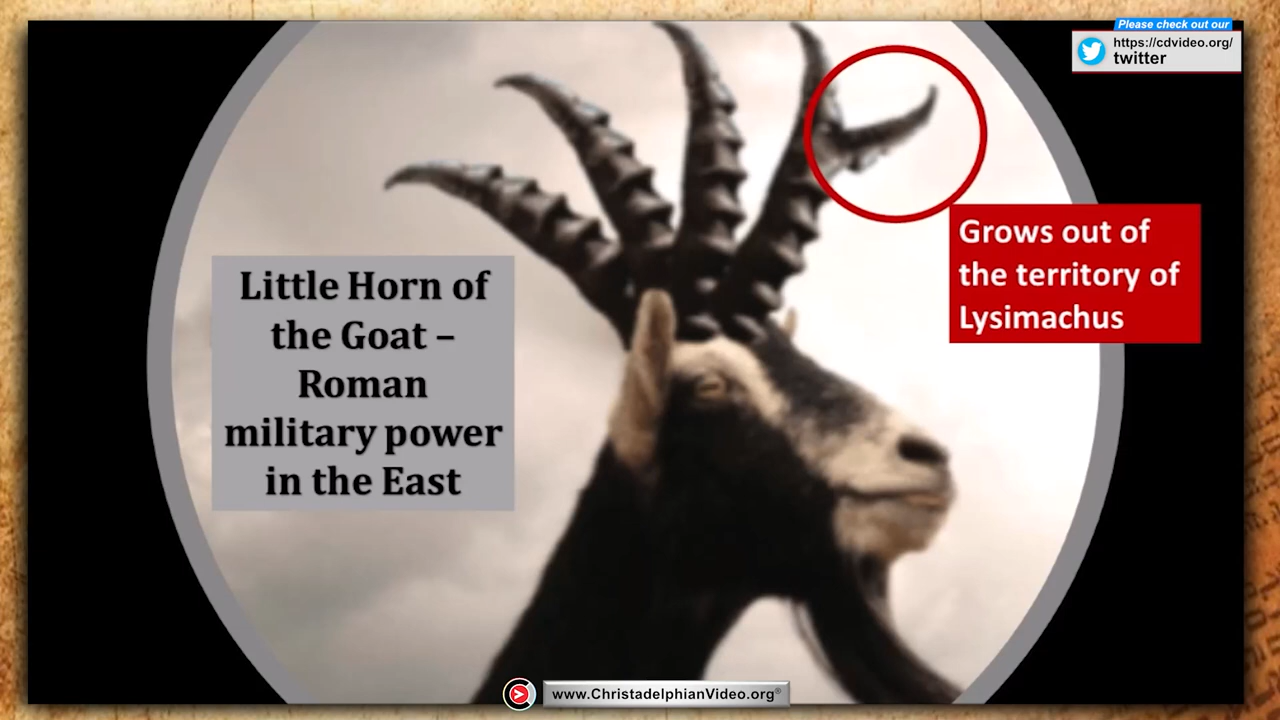 Please check out our
https://cdvideo.org/
twitter
Little Horn of
the Goat –
Roman
military power
in the East
Grows out of
the territory of
Lysimachus
www.ChristadelphianVideo.org®